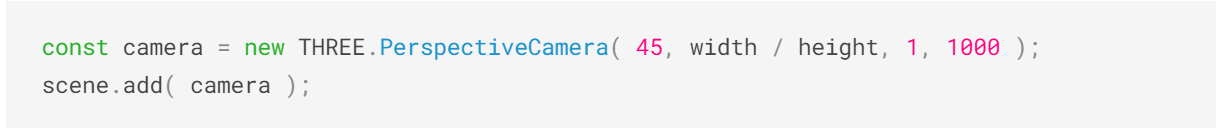 const camera = new THREE.PerspectiveCamera( 45, width / height, 1, 1000 );
scene.add( camera );